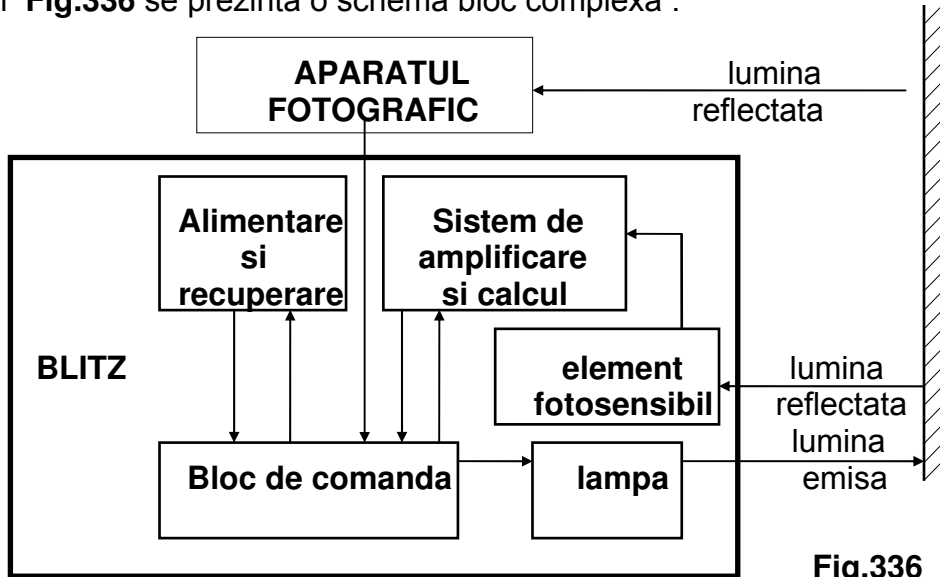 Fig.336 se prezinta o schema bloc complexa .
APARATUL
FOTOGRAFIC
lumina
reflectata
Alimentare
si
recuperare
Sistem de
amplificare
si calcul
BLITZ
element
fotosensibil
lumina
reflectata
lumina
emisa
Bloc de comanda
lampa
Fig.336